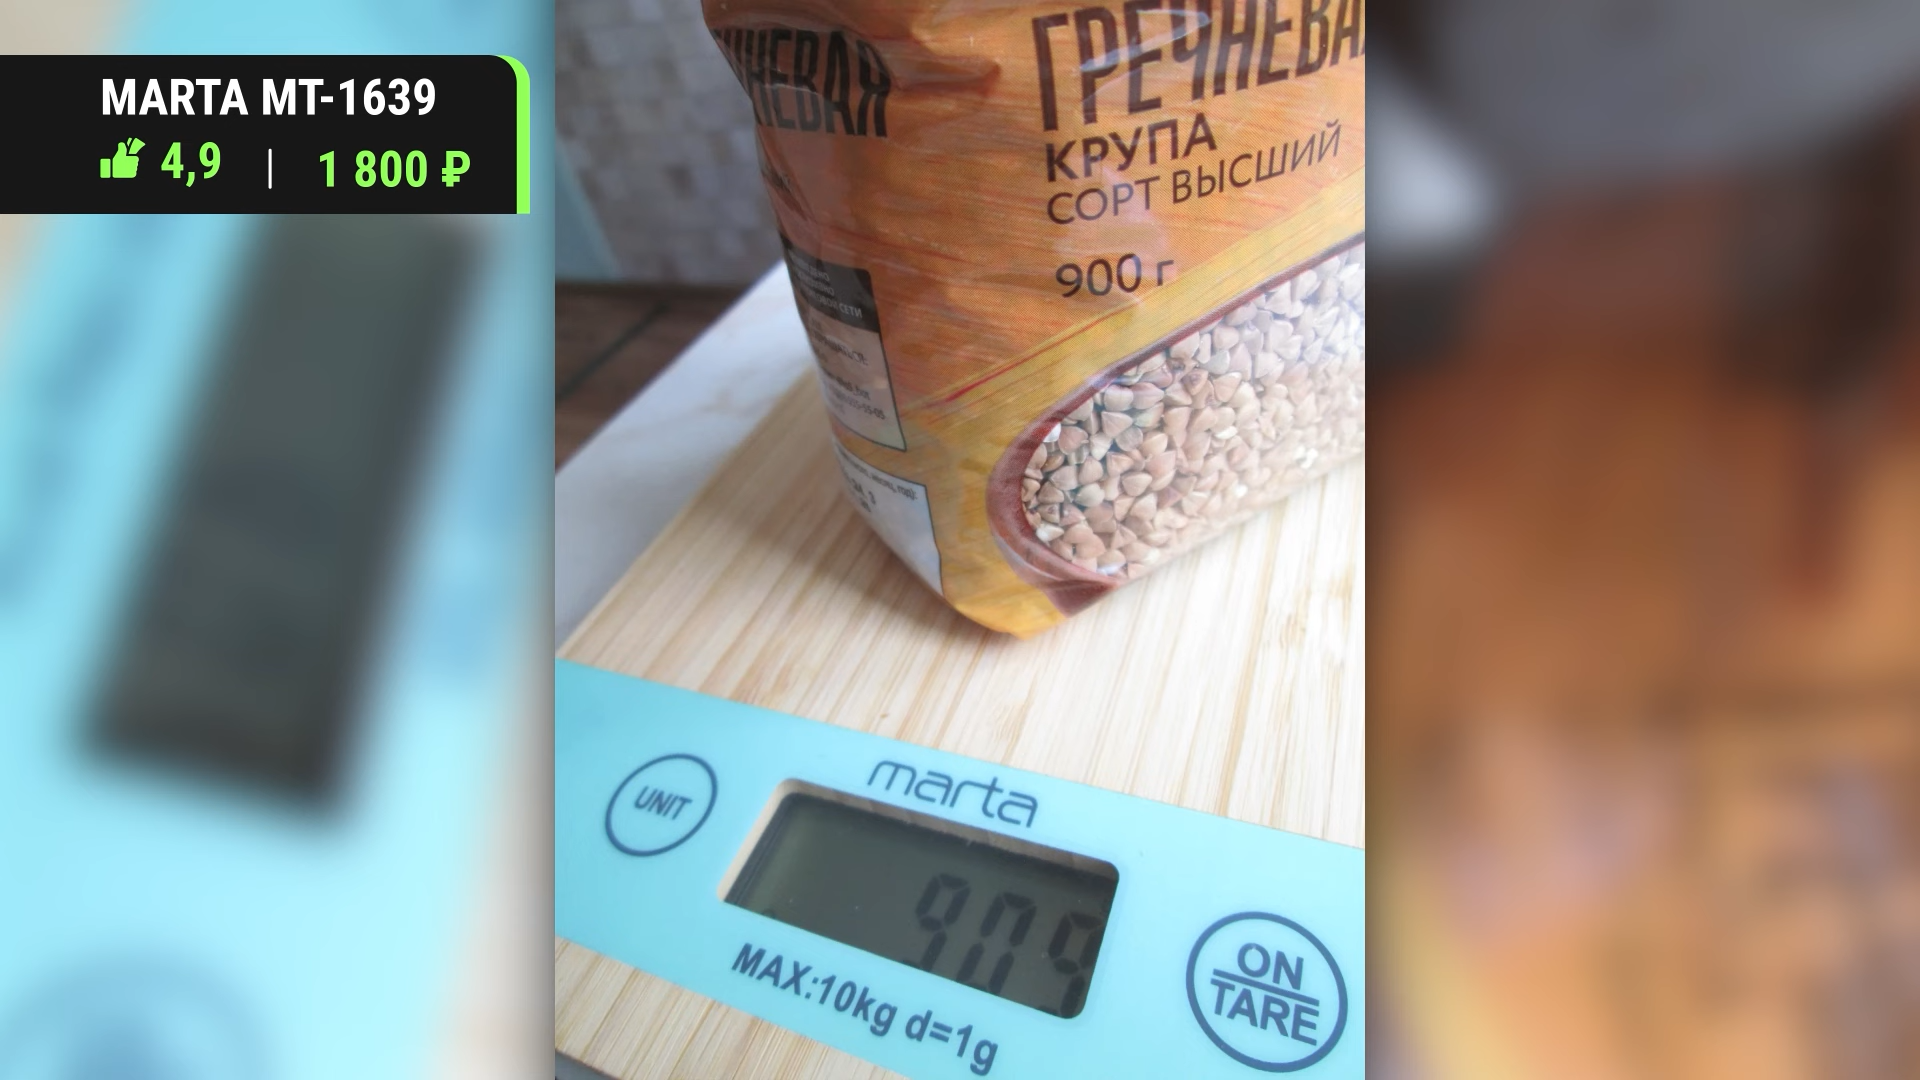 MARTA MT-1639
4,9 | 1 800 ₽
ГРЕЧНЕВАЯ
КРУПА
СОРТ ВЫСШИЙ
900 г
UNIT
marta
909
MAX:10kg d=1g
ON
TARE